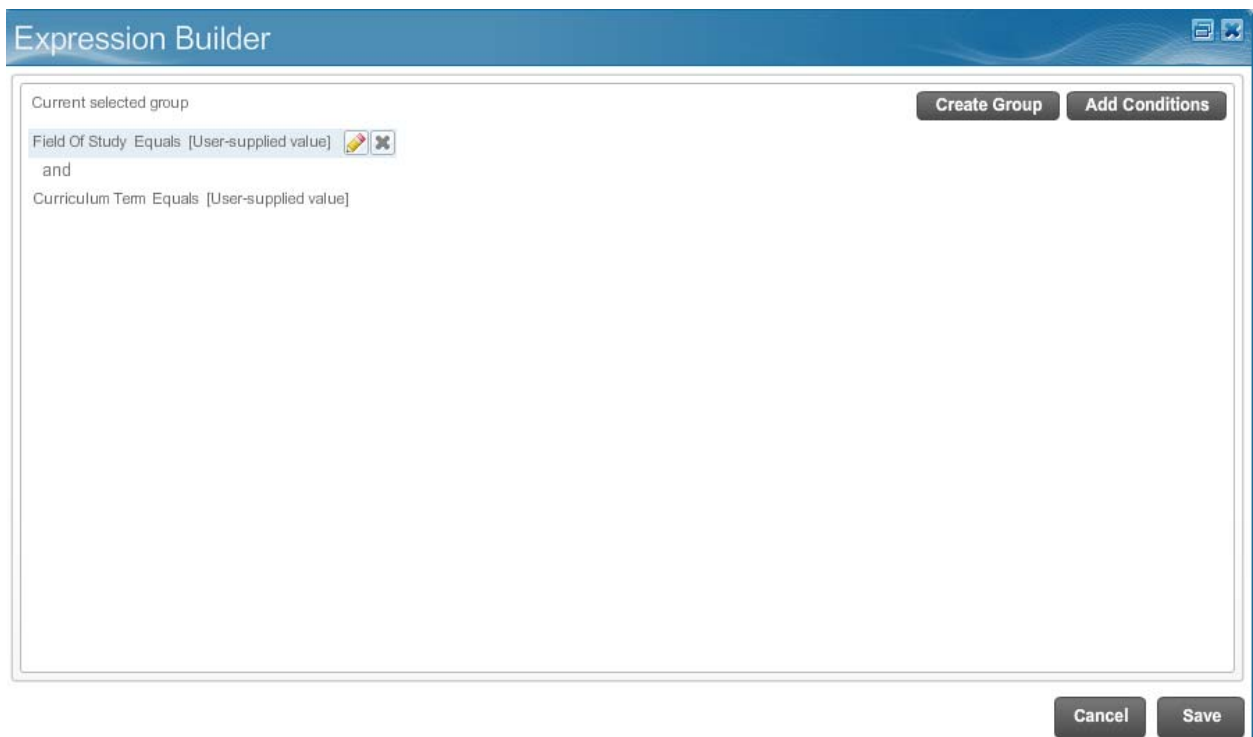 Expression Builder
Current selected group
Create Group
Add Conditions
Field Of Study Equals [User-supplied value]
and
Curriculum Term Equals [User-supplied value]
Cancel
Save